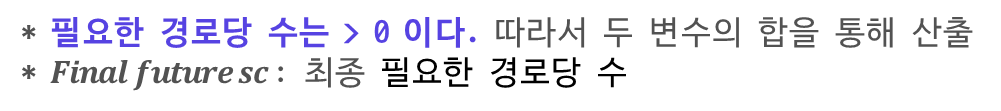 * 필요한 경로당 수는 > 0 이다. 따라서 두 변수의 합을 통해 산출
* Final future sc : 최종 필요한 경로당 수